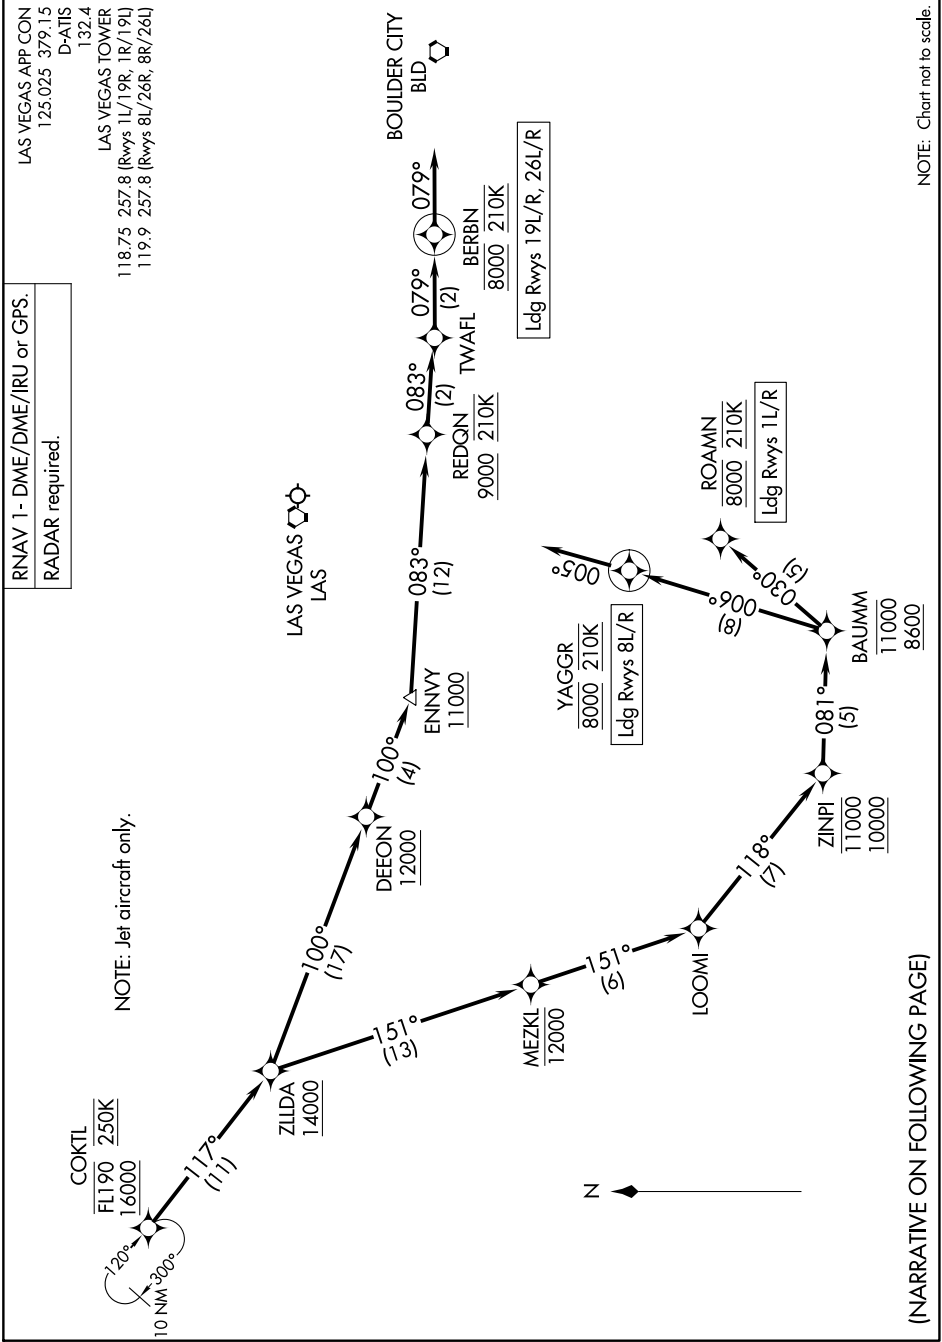 RNAV 1- DME/DME/IRU or GPS.
RADAR required.
LAS VEGAS APP CON
125.025 379.15
D-ATIS
132.4
LAS VEGAS TOWER
118.75 257.8 (Rwys 1L/19R, 1R/19L)
119.9 257.8 (Rwys 8L/26R, 8R/26L)
NOTE: Jet aircraft only.
COKTL
FL190 250K
16000
120°
300°
10 NM
117°
(11)
ZLLDA
14000
100°
(17)
DEEON
12000
100°
(4)
ENNVY
11000
LAS VEGAS
LAS
083°
(12)
REDQN
9000 210K
083°
(2)
TWAFL
079°
(2)
BERBN
8000 210K
Ldg Rwys 19L/R, 26L/R
079°
BOULDER CITY
BLD
151°
(13)
MEZKL
12000
151°
(6)
LOOMI
118°
(7)
ZINPI
11000
10000
081°
(5)
BAUMM
11000
8600
006°
(8)
YAGGR
8000 210K
Ldg Rwys 8L/R
005°
030°
(5)
ROAMN
8000 210K
Ldg Rwys 1L/R
N
(NARRATIVE ON FOLLOWING PAGE)
NOTE: Chart not to scale.